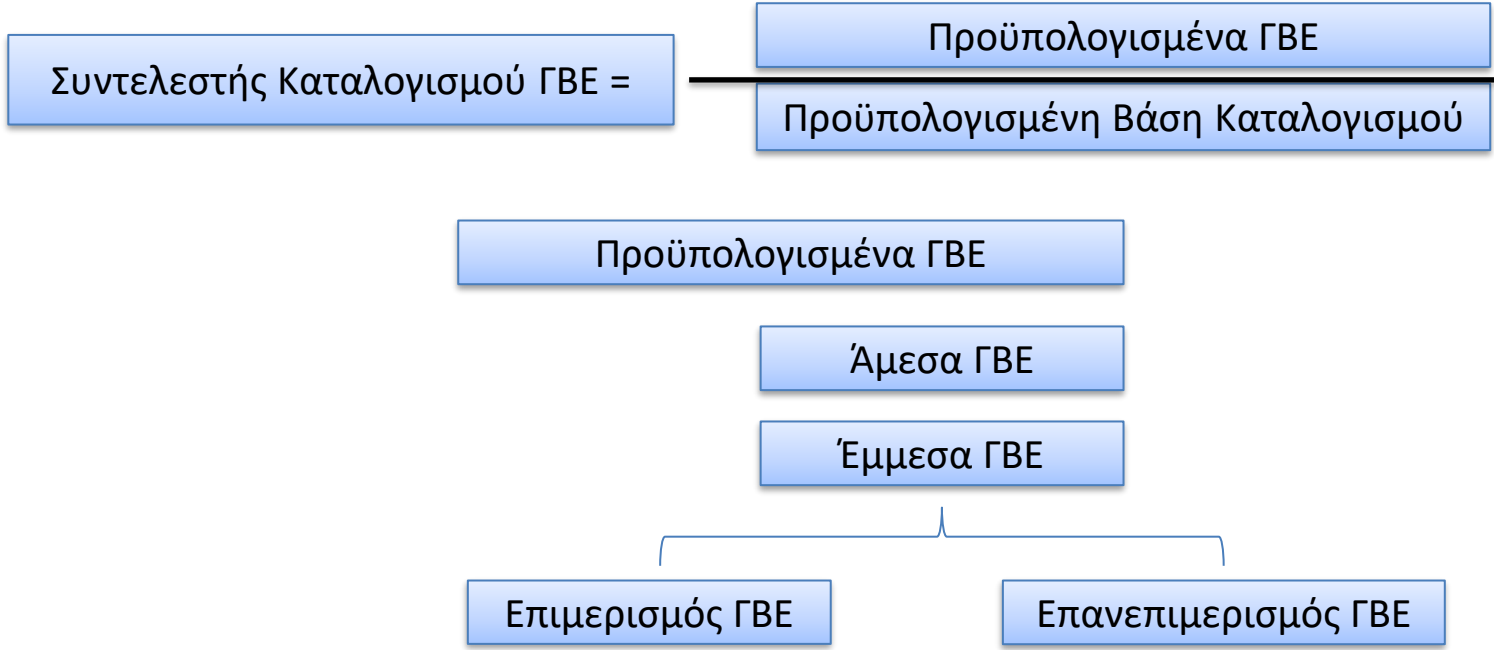 Προϋπολογισμένα ΓΒΕ
Συντελεστής Καταλογισμού ΓΒΕ =
Προϋπολογισμένη Βάση Καταλογισμού
Προϋπολογισμένα ΓΒΕ
Άμεσα ΓΒΕ
Έμμεσα ΓΒΕ
Επιμερισμός ΓΒΕ
Επανεπιμερισμός ΓΒΕ